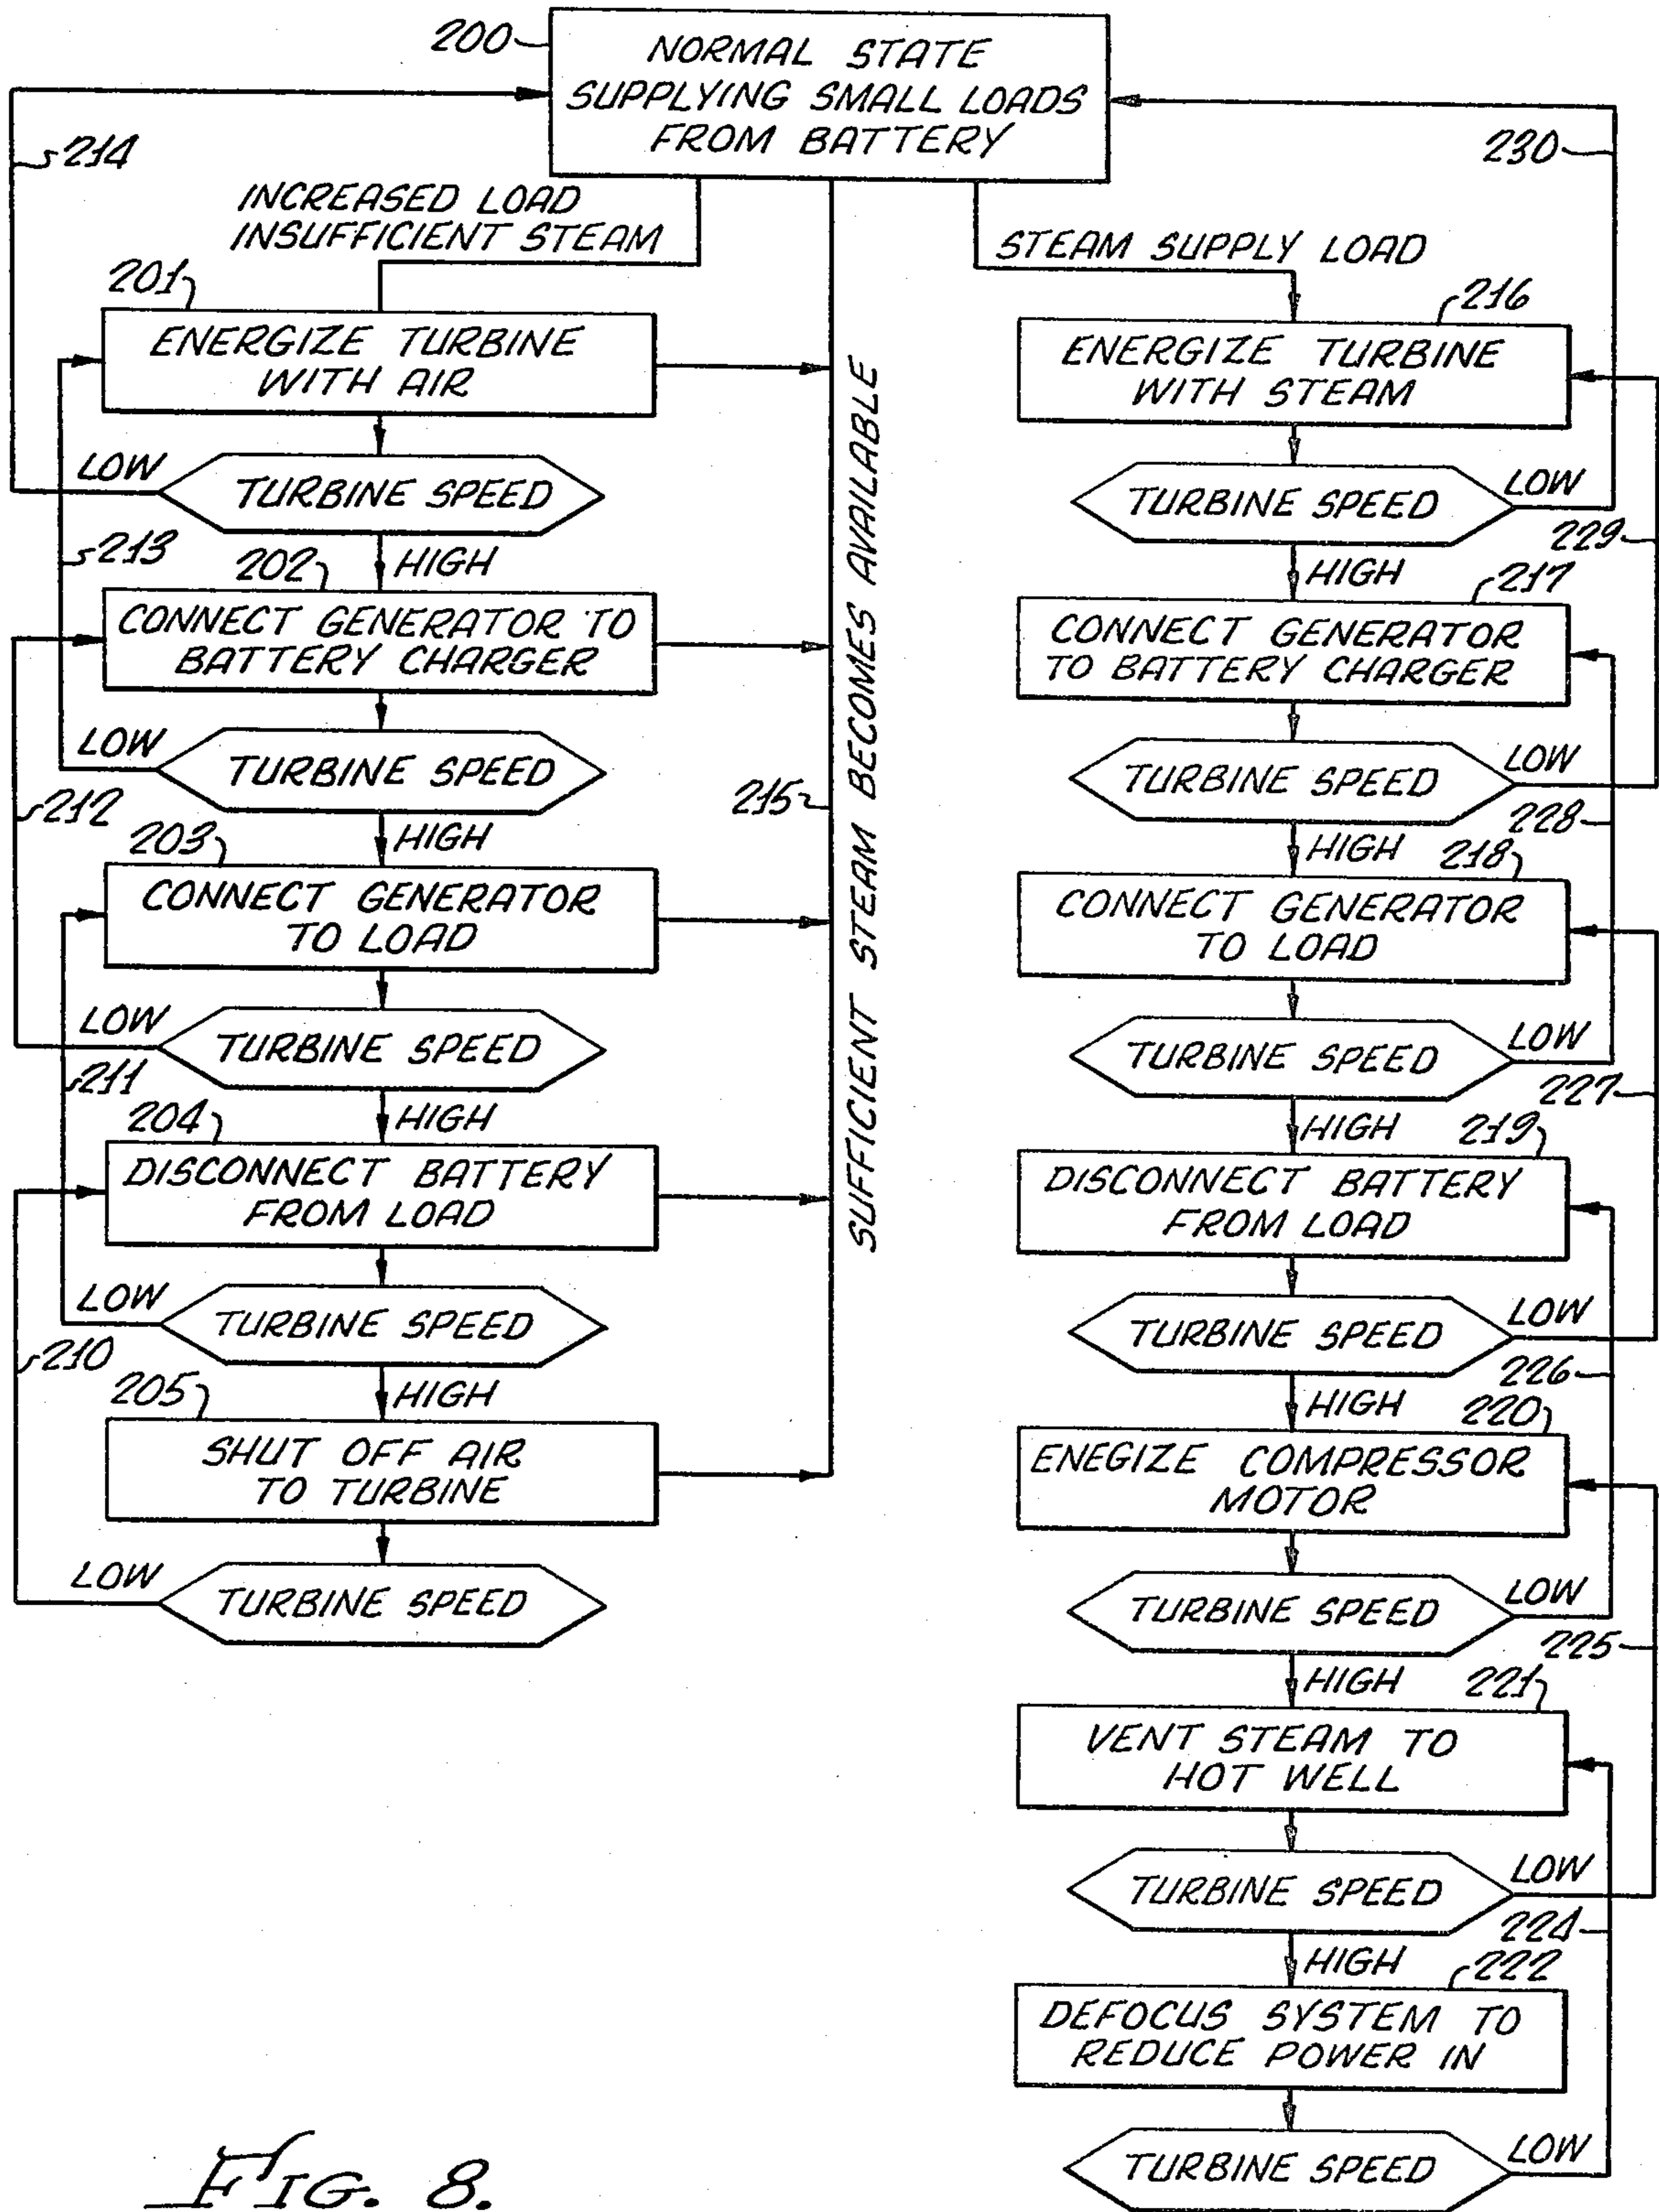 200
NORMAL STATE
SUPPLYING SMALL LOADS
FROM BATTERY
214
230
INCREASED LOAD
INSUFFICIENT STEAM
STEAM SUPPLY LOAD
201
ENERGIZE TURBINE
WITH AIR
LOW
TURBINE SPEED
213
HIGH
202
CONNECT GENERATOR TO
BATTERY CHARGER
LOW
TURBINE SPEED
212
HIGH
203
CONNECT GENERATOR
TO LOAD
LOW
TURBINE SPEED
211
HIGH
204
DISCONNECT BATTERY
FROM LOAD
LOW
TURBINE SPEED
210
HIGH
205
SHUT OFF AIR
TO TURBINE
LOW
TURBINE SPEED
215
SUFFICIENT STEAM BECOMES AVAILABLE
216
ENERGIZE TURBINE
WITH STEAM
TURBINE SPEED
LOW
229
HIGH
217
CONNECT GENERATOR
TO BATTERY CHARGER
TURBINE SPEED
LOW
228
HIGH
218
CONNECT GENERATOR
TO LOAD
TURBINE SPEED
LOW
227
HIGH
219
DISCONNECT BATTERY
FROM LOAD
TURBINE SPEED
LOW
226
HIGH
220
ENEGIZE COMPRESSOR
MOTOR
TURBINE SPEED
LOW
225
HIGH
221
VENT STEAM TO
HOT WELL
TURBINE SPEED
LOW
224
HIGH
222
DEFOCUS SYSTEM TO
REDUCE POWER IN
TURBINE SPEED
LOW
FIG. 8.